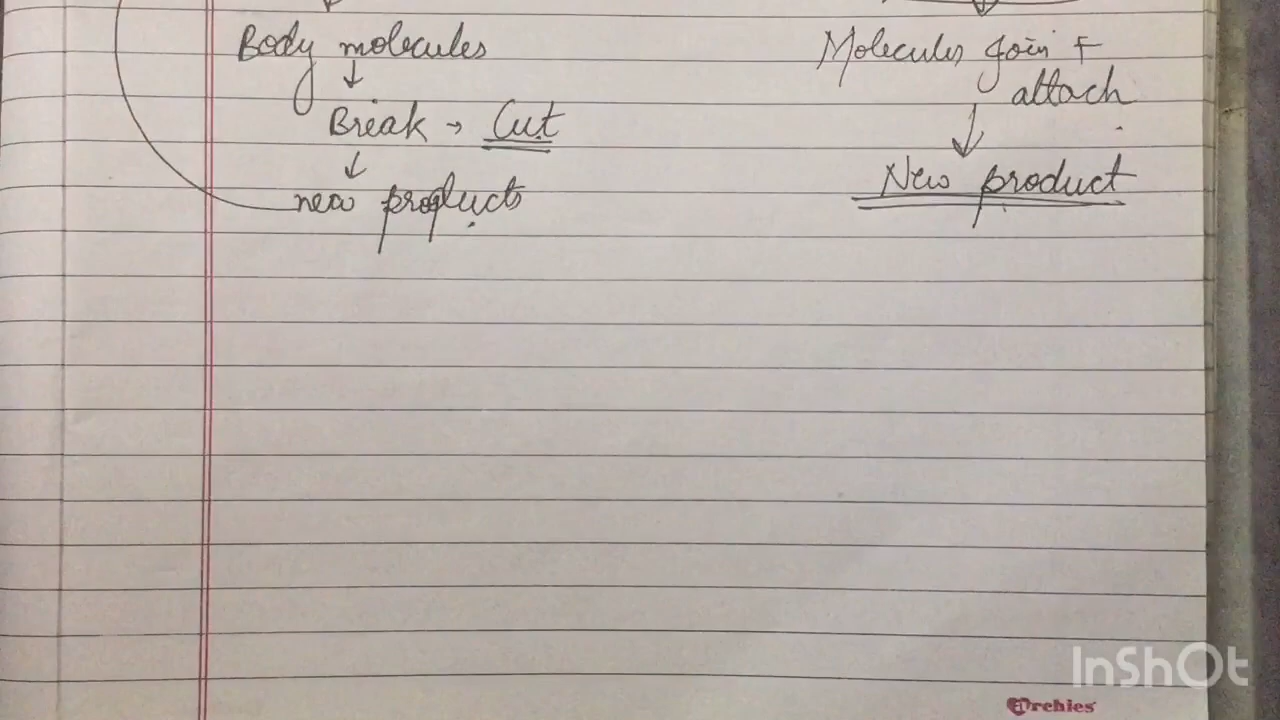 Body molecules
↓
Break → Cut
↓
new products
Molecules join +
attach
↓
New product
InShOt
Archies